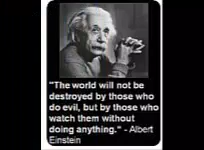 "The world will not be
destroyed by those who
do evil, but by those who
watch them without
doing anything." - Albert
Einstein